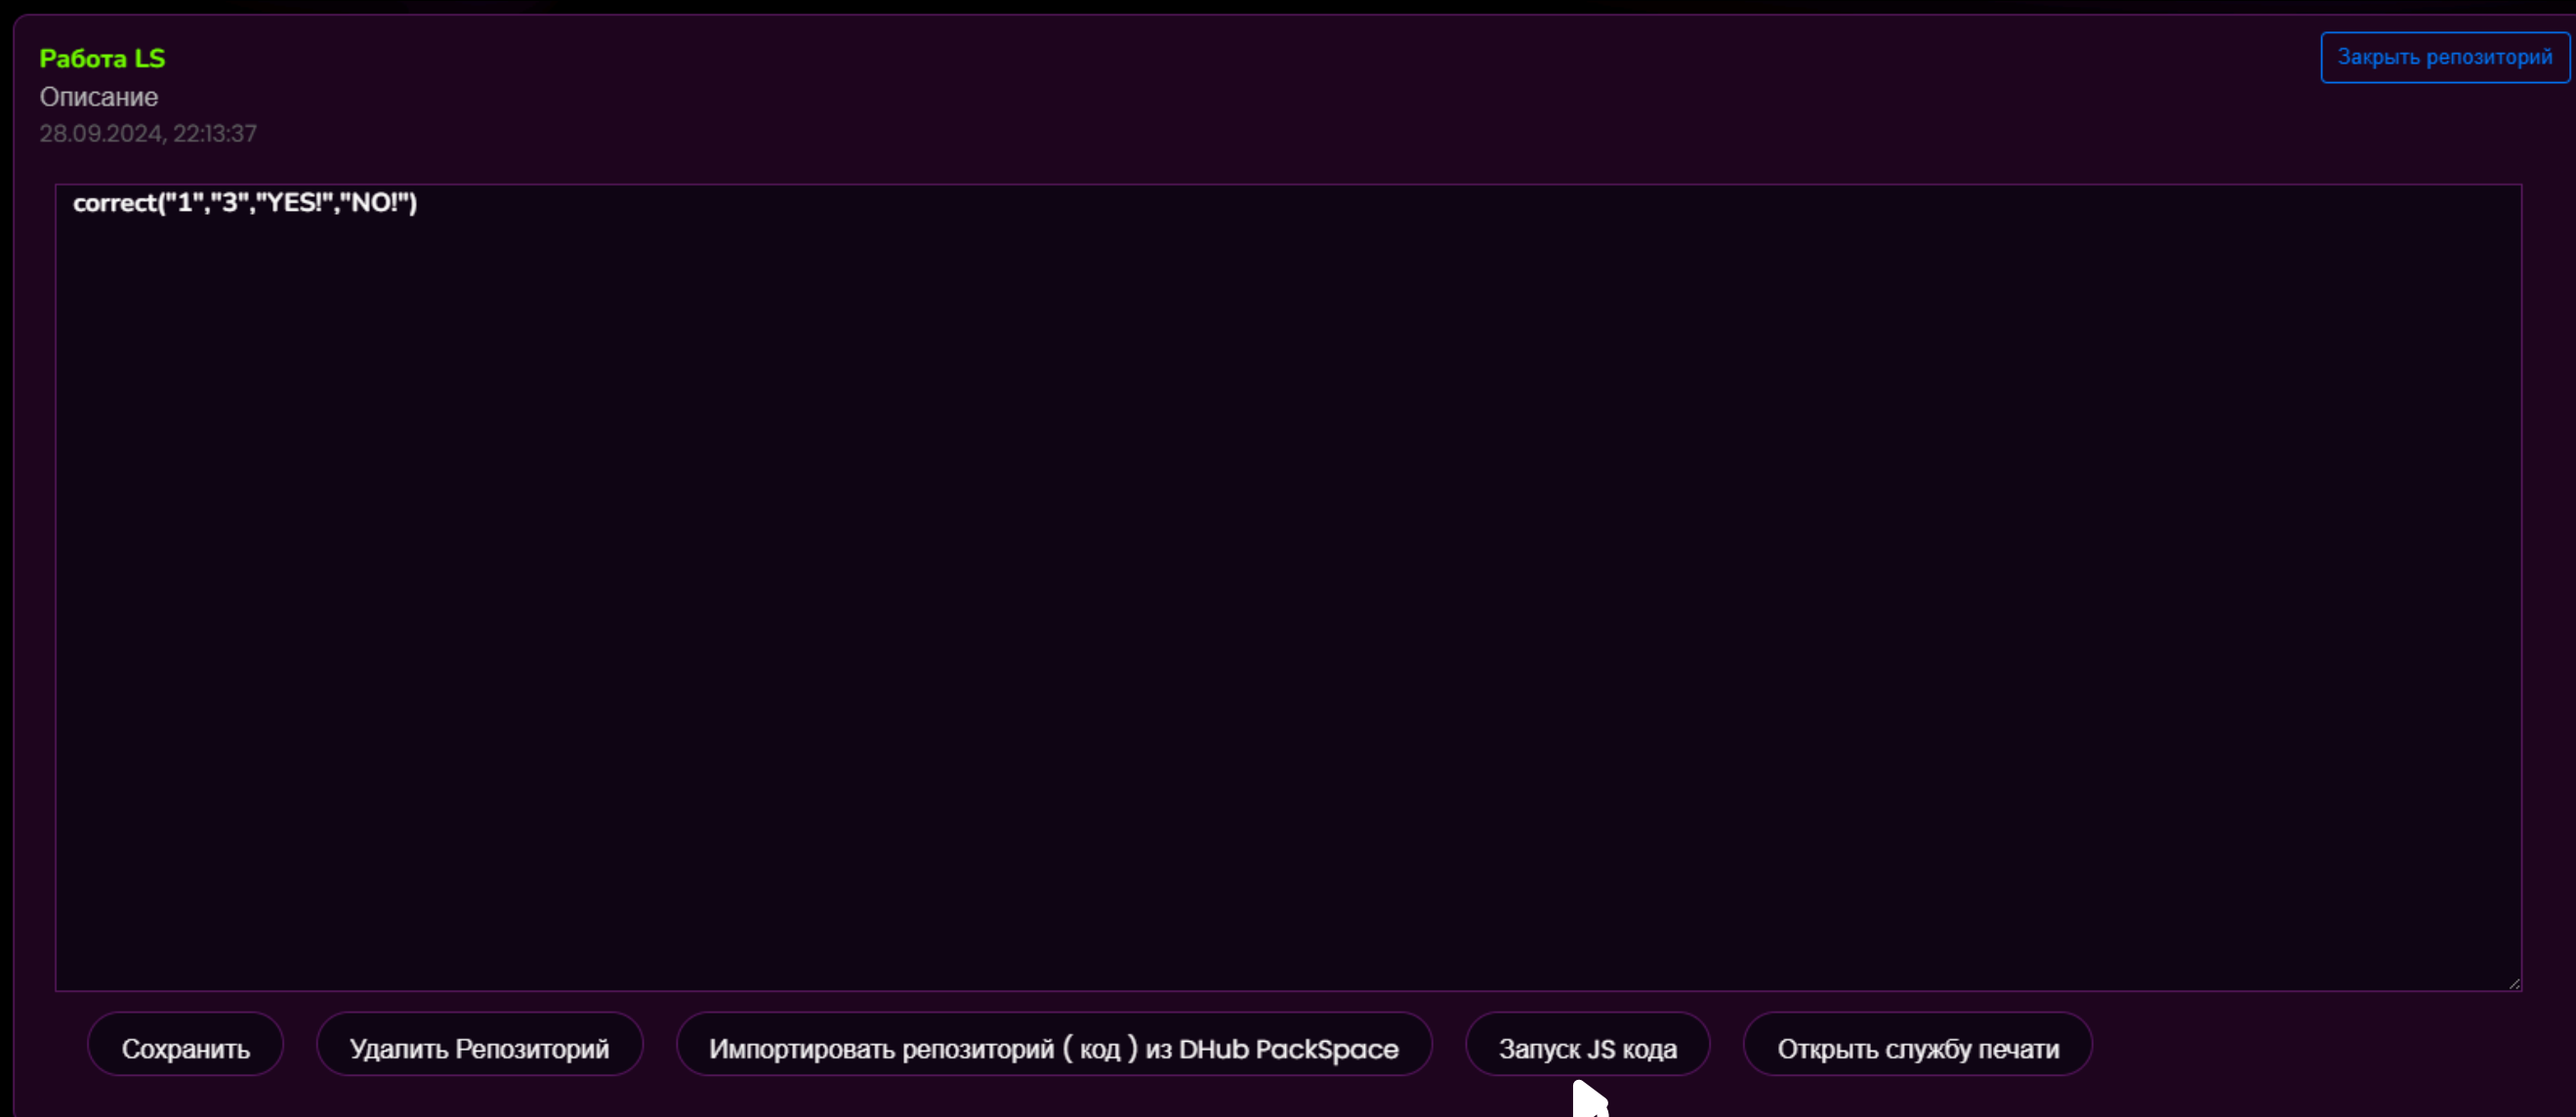 Работа LS
Закрыть репозиторий
Описание
28.09.2024, 22:13:37
correct("1","3","YES!","NO!")
Сохранить
Удалить Репозиторий
Импортировать репозиторий ( код ) из DHub PackSpace
Запуск JS кода
Открыть службу печати